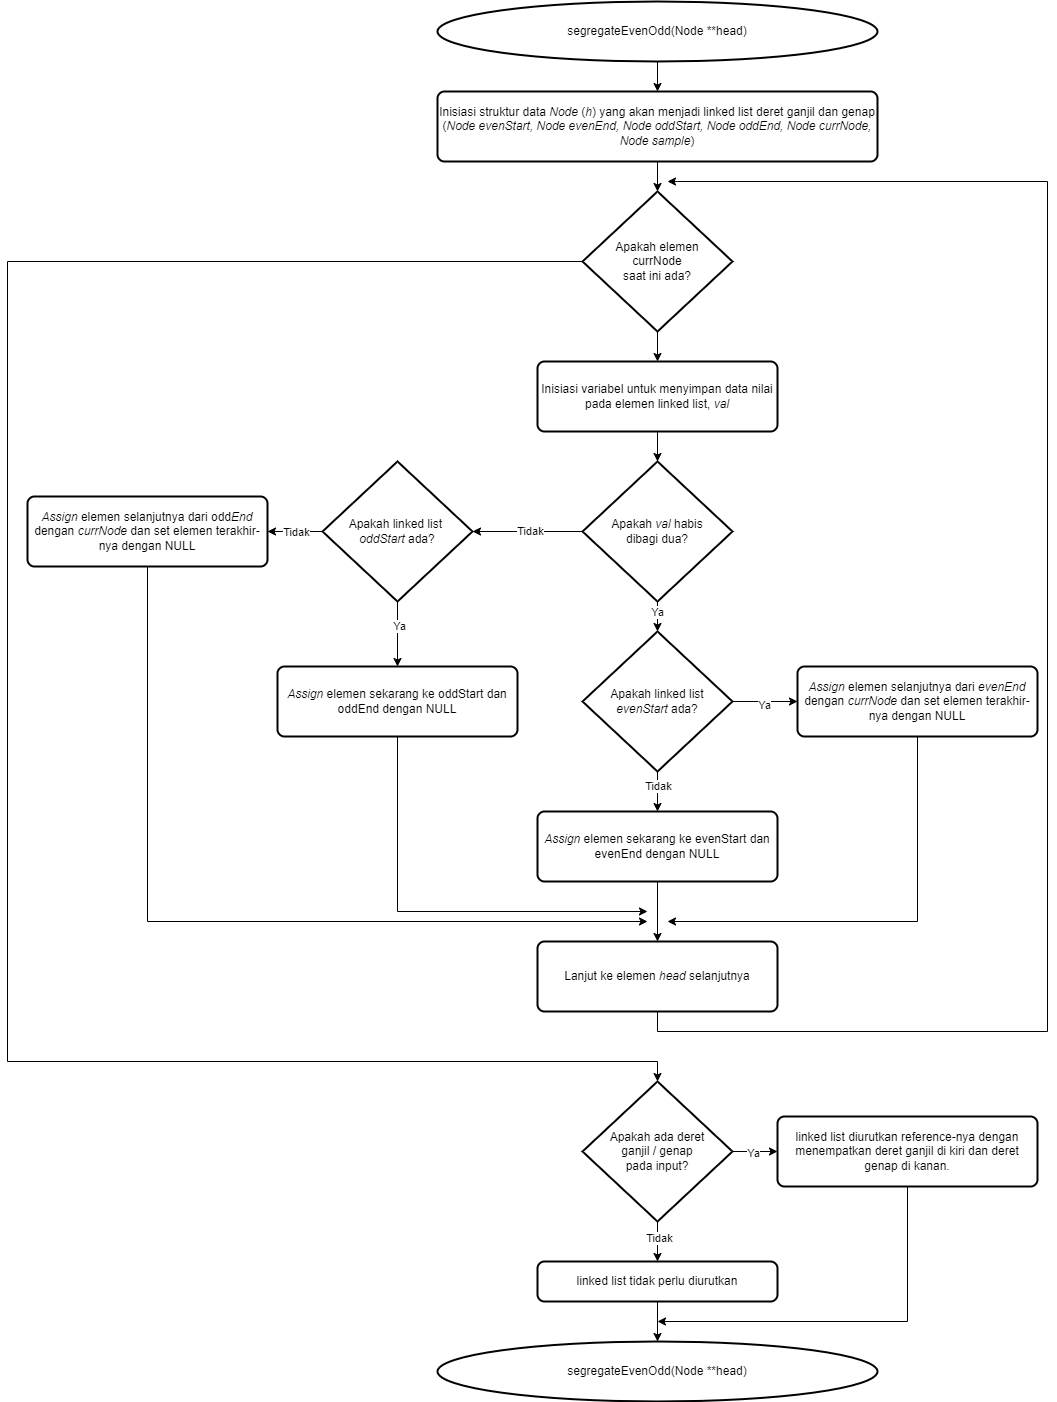 segregateEvenOdd(Node **head)
Inisiasi struktur data Node (h) yang akan menjadi linked list deret ganjil dan genap
(Node evenStart, Node evenEnd, Node oddStart, Node oddEnd, Node currNode,
Node sample)
Apakah elemen
currNode
saat ini ada?
Inisiasi variabel untuk menyimpan data nilai
pada elemen linked list, val
Apakah val habis
dibagi dua?
Tidak
Apakah linked list
oddStart ada?
Tidak
Assign elemen selanjutnya dari oddEnd
dengan currNode dan set elemen terakhir-
nya dengan NULL
Ya
Assign elemen sekarang ke oddStart dan
oddEnd dengan NULL
Ya
Apakah linked list
evenStart ada?
Ya
Assign elemen selanjutnya dari evenEnd
dengan currNode dan set elemen terakhir-
nya dengan NULL
Tidak
Assign elemen sekarang ke evenStart dan
evenEnd dengan NULL
Lanjut ke elemen head selanjutnya
Apakah ada deret
ganjil / genap
pada input?
Ya
linked list diurutkan reference-nya dengan
menempatkan deret ganjil di kiri dan deret
genap di kanan.
Tidak
linked list tidak perlu diurutkan
segregateEvenOdd(Node **head)